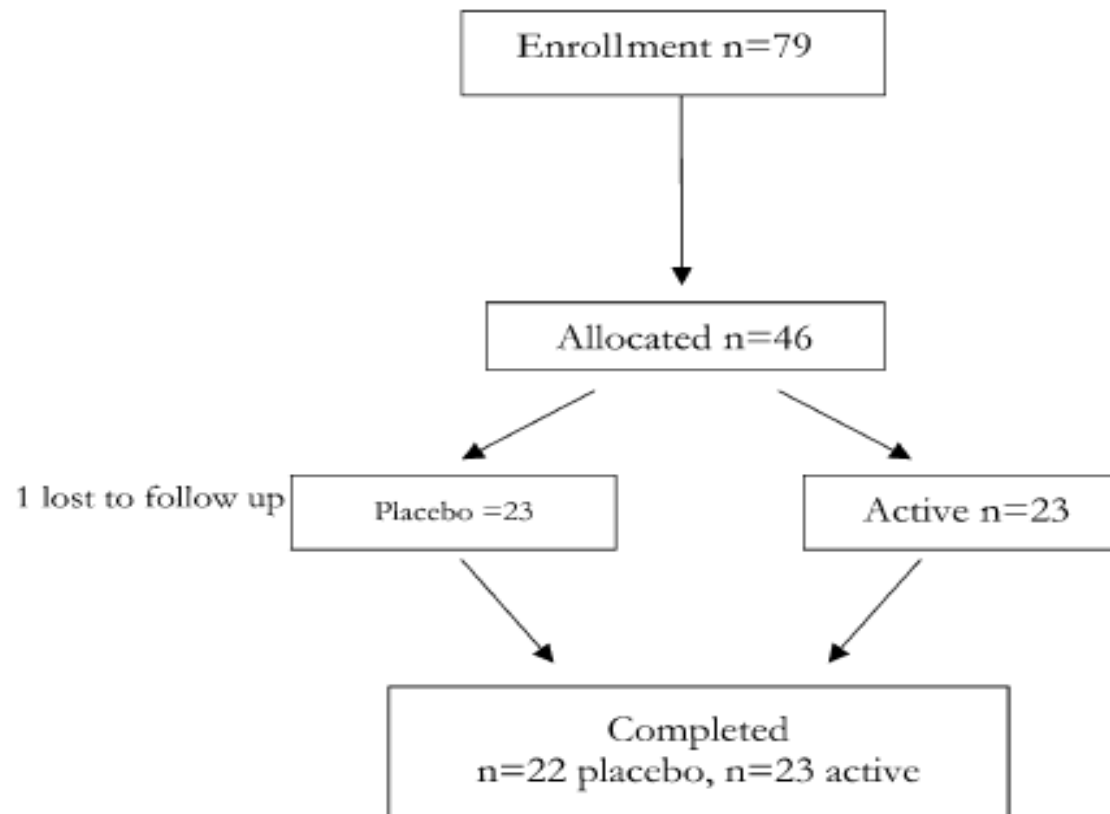 Enrollment n=79
Allocated n=46
1 lost to follow up
Placebo =23
Active n=23
Completed
n=22 placebo, n=23 active